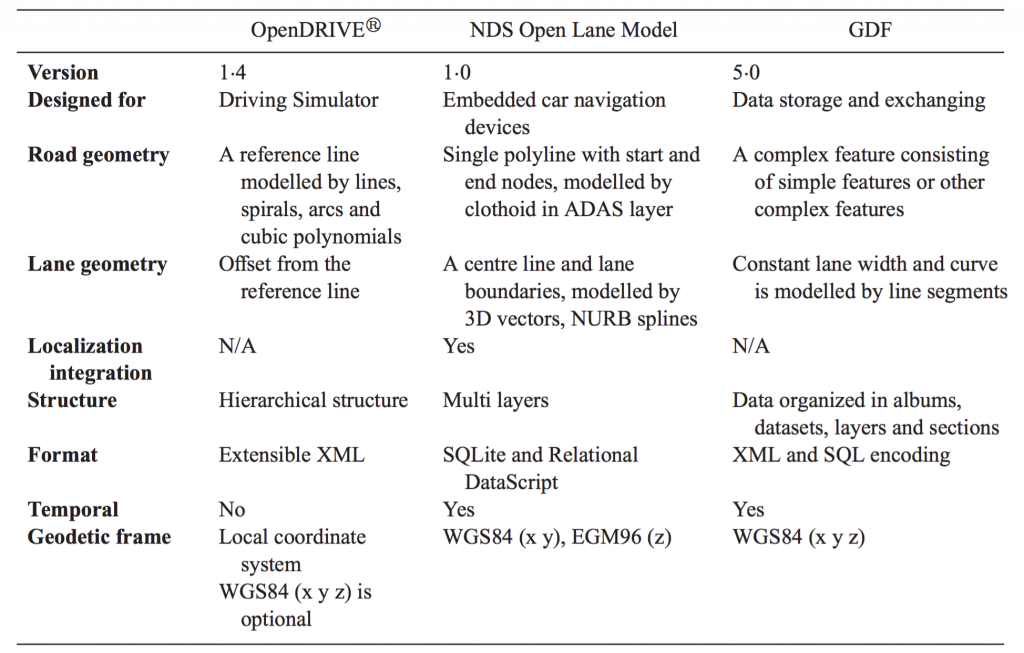 OpenDRIVE® NDS Open Lane Model GDF
Version 1·4 1·0 5·0
Designed for Driving Simulator Embedded car navigation Data storage and exchanging
devices
Road geometry A reference line Single polyline with start and A complex feature consisting
modelled by lines, end nodes, modelled by of simple features or other
spirals, arcs and clothoid in ADAS layer complex features
cubic polynomials
Lane geometry Offset from the A centre line and lane Constant lane width and curve
reference line boundaries, modelled by is modelled by line segments
3D vectors, NURB splines
Localization N/A Yes N/A
integration
Structure Hierarchical structure Multi layers Data organized in albums,
datasets, layers and sections
Format Extensible XML SQLite and Relational XML and SQL encoding
DataScript
Temporal No Yes Yes
Geodetic frame Local coordinate WGS84 (x y), EGM96 (z) WGS84 (x y z)
system
WGS84 (x y z) is
optional